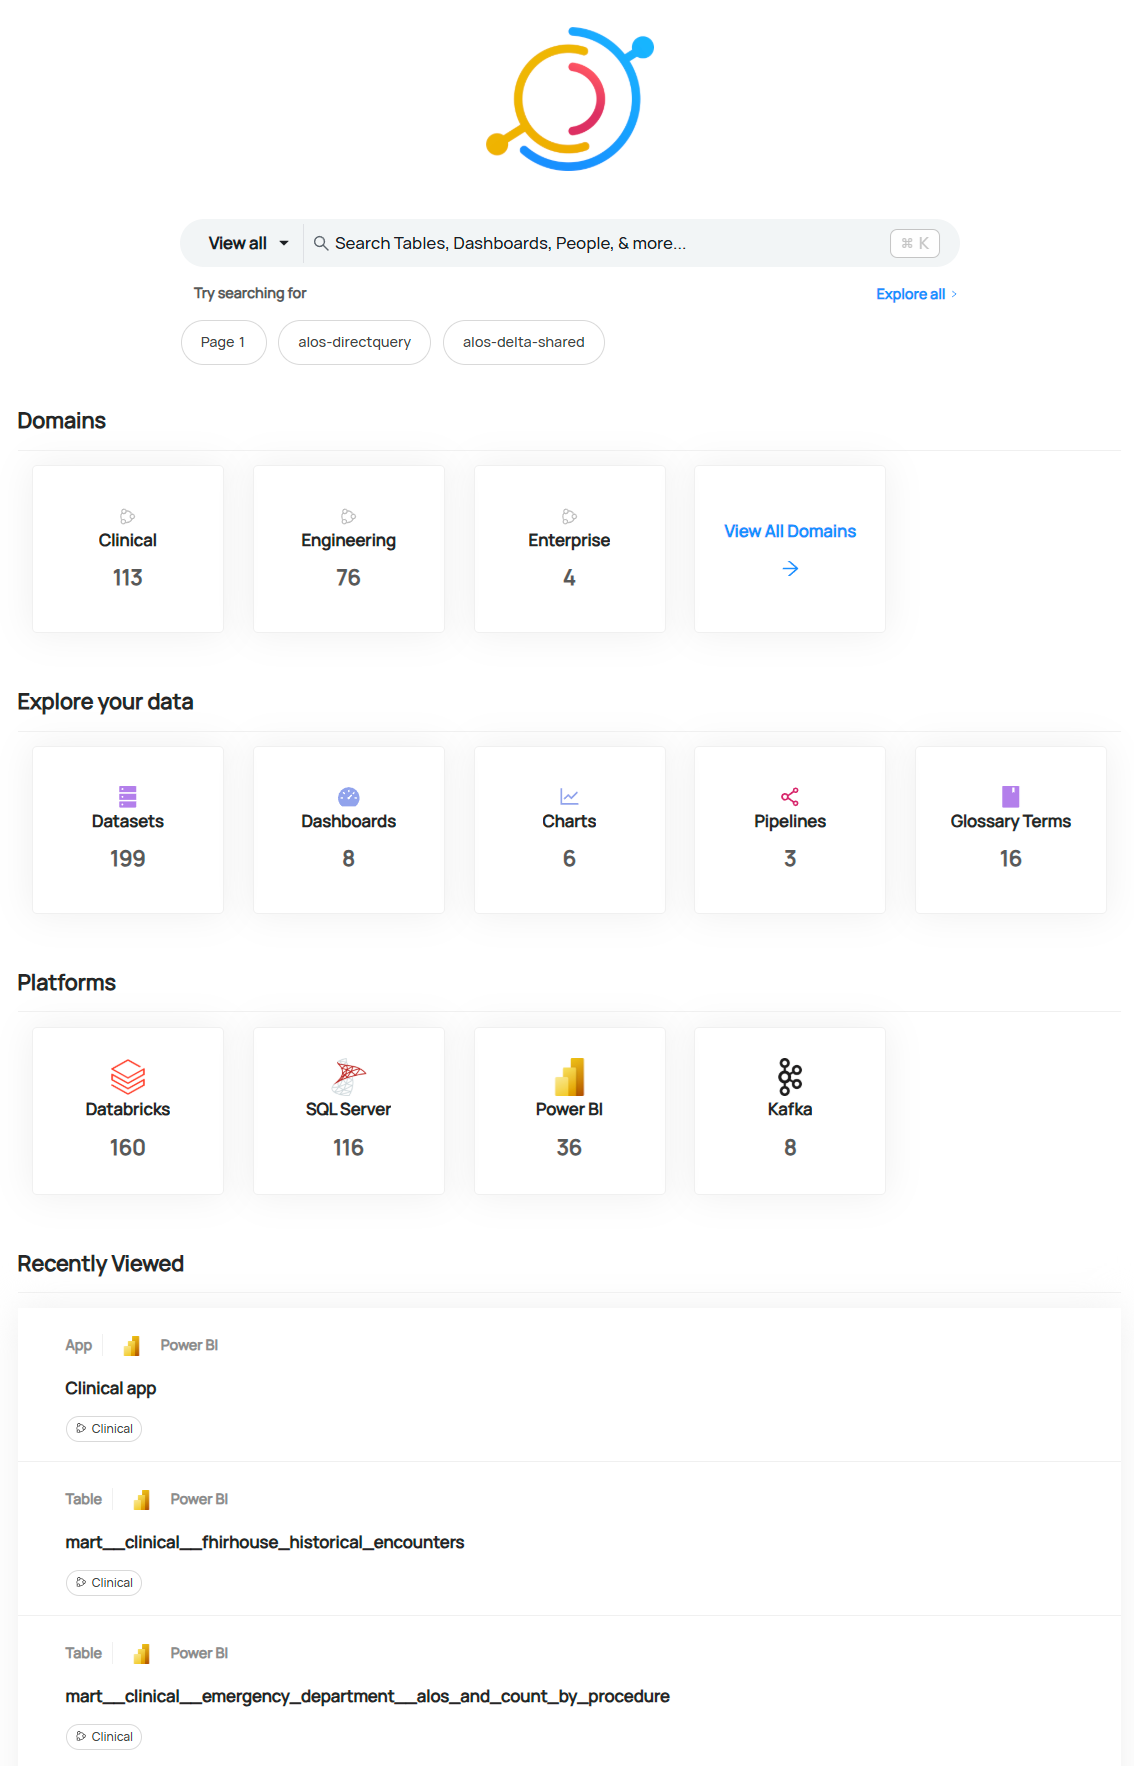 View all
Search Tables, Dashboards, People, & more...
⌘ K
Try searching for
Explore all
Page 1
alos-directquery
alos-delta-shared
Domains
Clinical
113
Engineering
76
Enterprise
4
View All Domains
Explore your data
Datasets
199
Dashboards
8
Charts
6
Pipelines
3
Glossary Terms
16
Platforms
Databricks
160
SQL Server
116
Power BI
36
Kafka
8
Recently Viewed
App Power BI
Clinical app
Clinical
Table Power BI
mart__clinical__fhirhouse_historical_encounters
Clinical
Table Power BI
mart__clinical__emergency_department__alos_and_count_by_procedure
Clinical